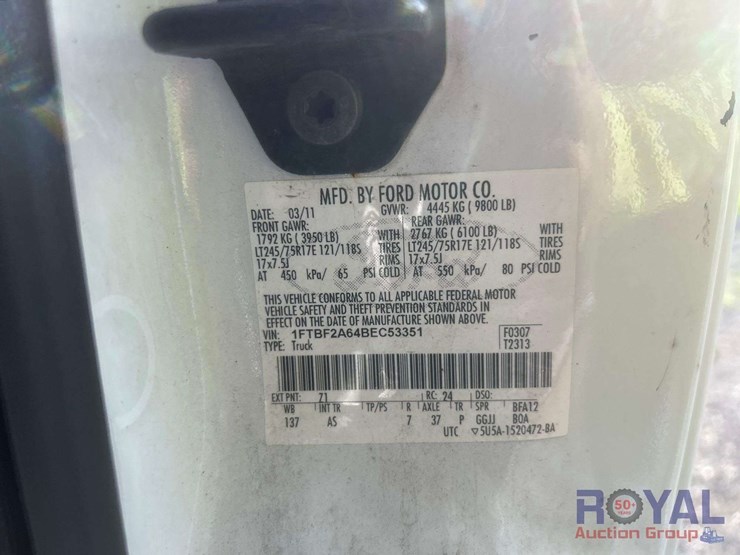 MFD. BY FORD MOTOR CO.
DATE: 03/11 GVWR: 4445 KG ( 9800 LB)
FRONT GAWR: REAR GAWR:
1792 KG ( 3950 LB) WITH 2767 KG ( 6100 LB) WITH
LT245/75R17E 121/118S TIRES LT245/75R17E 121/118S TIRES
17x7.5J RIMS 17x7.5J RIMS
AT 450 kPa/ 65 PSI COLD AT 550 kPa/ 80 PSI COLD
THIS VEHICLE CONFORMS TO ALL APPLICABLE FEDERAL MOTOR
VEHICLE SAFETY AND THEFT PREVENTION STANDARDS IN
EFFECT ON THE DATE OF MANUFACTURE SHOWN ABOVE.
VIN: 1FTBF2A64BEC53351 F0307
TYPE: Truck T2313
EXT PNT: 71 RC: 24 DSO:
WB INT TR TP/PS R AXLE TR SPR BFA12
137 AS 7 37 P GGJJ BOA
UTC ▽5U5A-1520472-BA
ROYAL
50+ YEARS
Auction Group